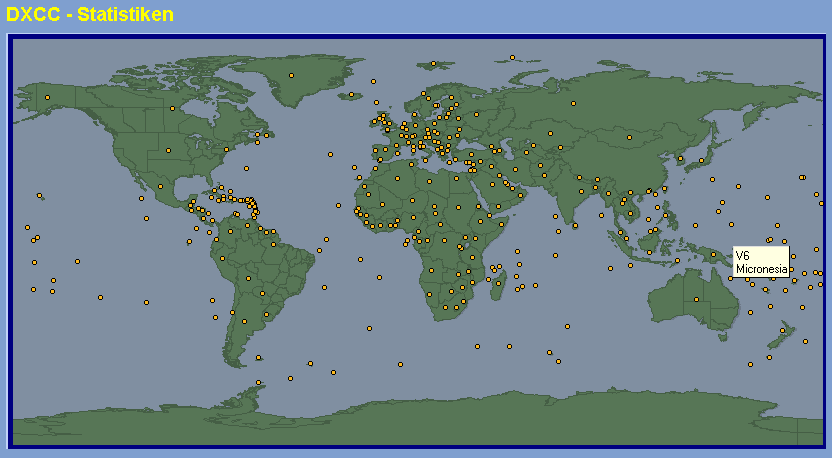 DXCC - Statistiken
V6
Micronesia